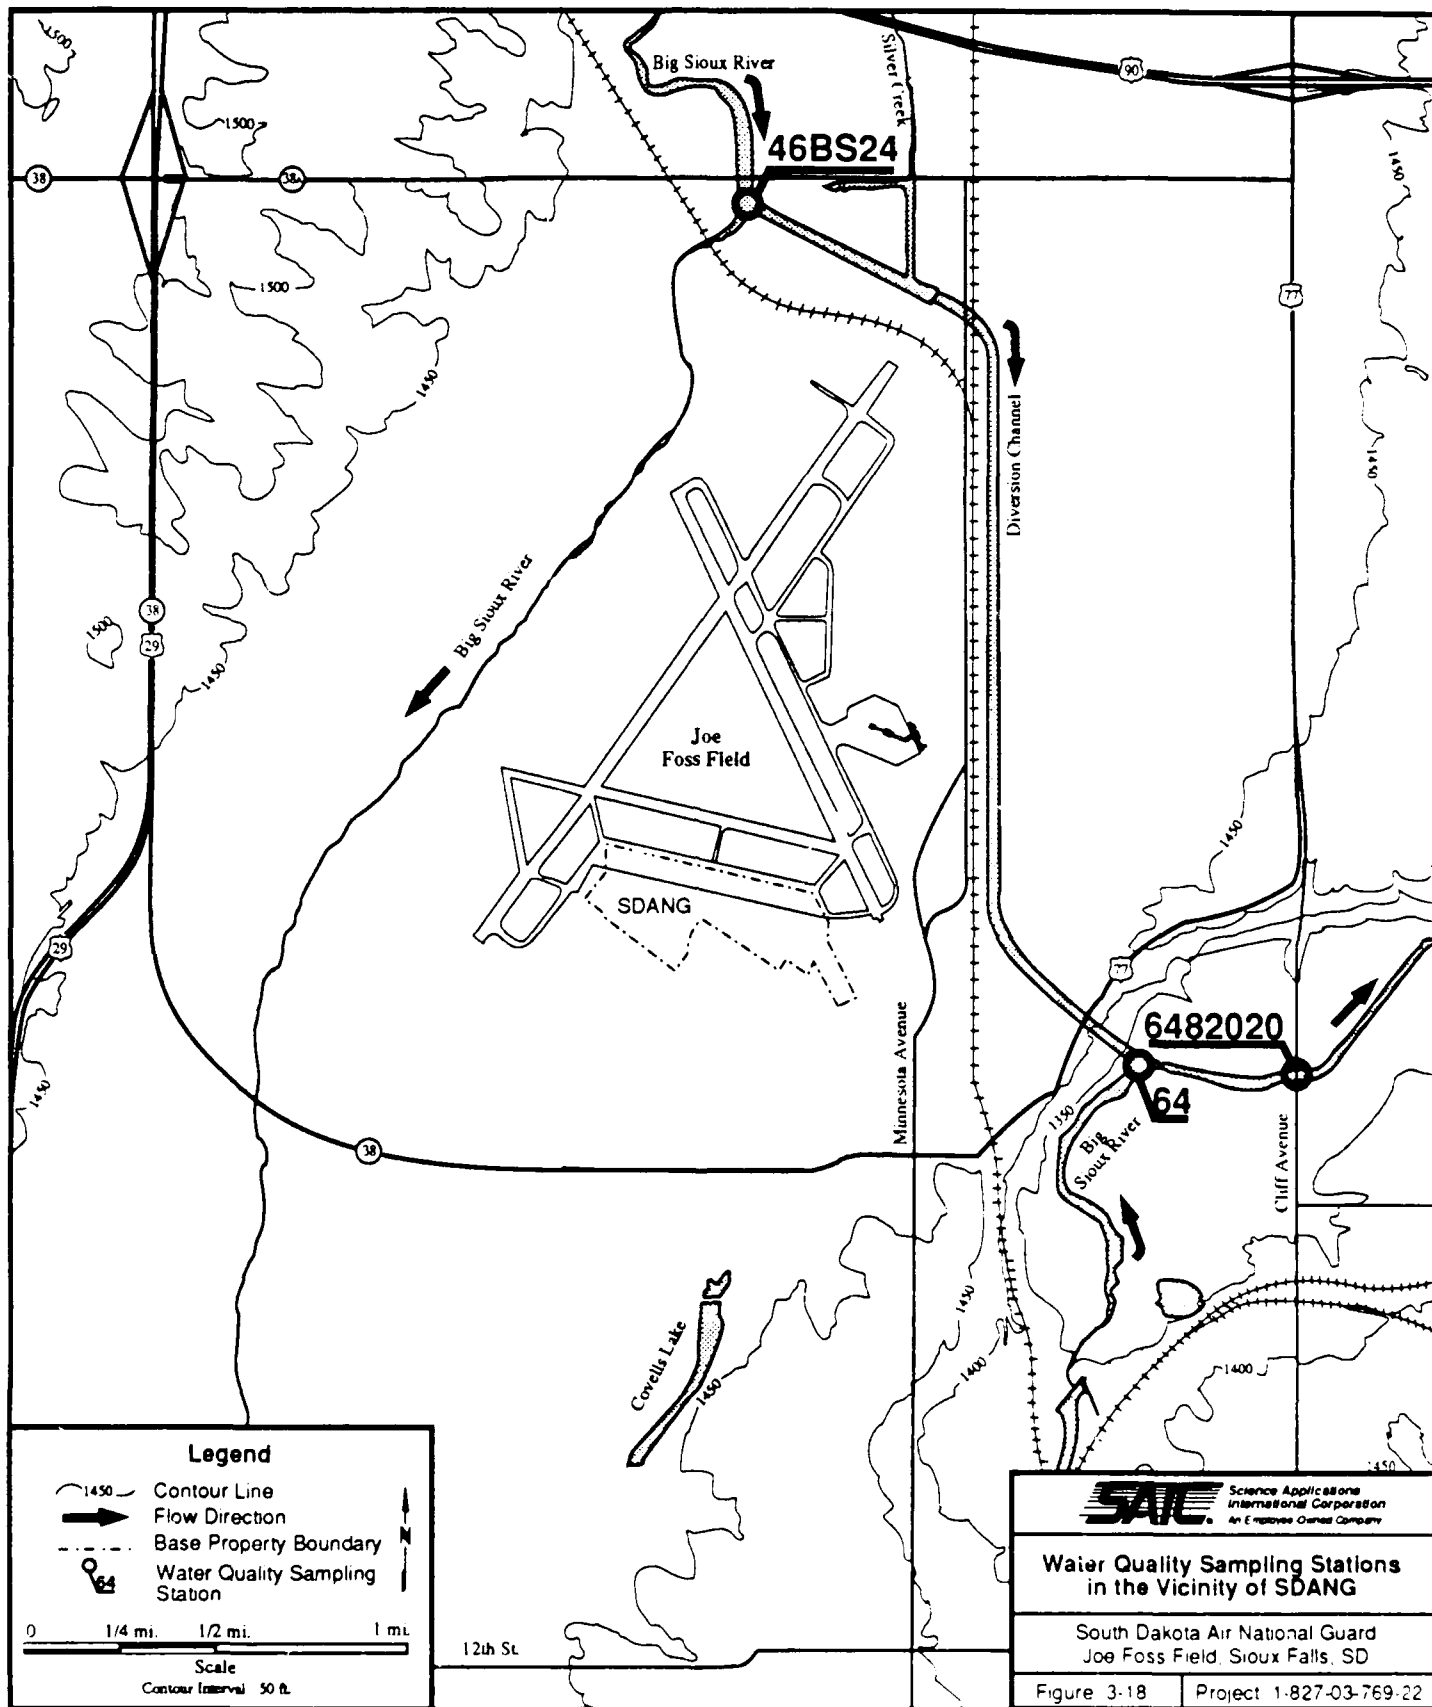 1500
Big Sioux River
Silver Creek
90
1500
46BS24
1450
38
38
1500
77
1450
Diversion Channel
1450
Big Sioux River
38
1500
29
1450
Joe
Foss Field
1450
SDANG
29
77
Minnesota Avenue
6482020
64
1450
1350
Big
Sioux River
Cliff Avenue
38
1450
Covells Lake
1450
1400
1400
1450
Legend
1450 Contour Line
Flow Direction
Base Property Boundary
N
64
Water Quality Sampling
Station
0 1/4 mi. 1/2 mi. 1 mi.
Scale
Contour Interval 50 ft.
12th St.
SAIC
Science Applications
International Corporation
An Employee Owned Company
Water Quality Sampling Stations
in the Vicinity of SDANG
South Dakota Air National Guard
Joe Foss Field, Sioux Falls, SD
Figure 3-18
Project 1-827-03-769-22